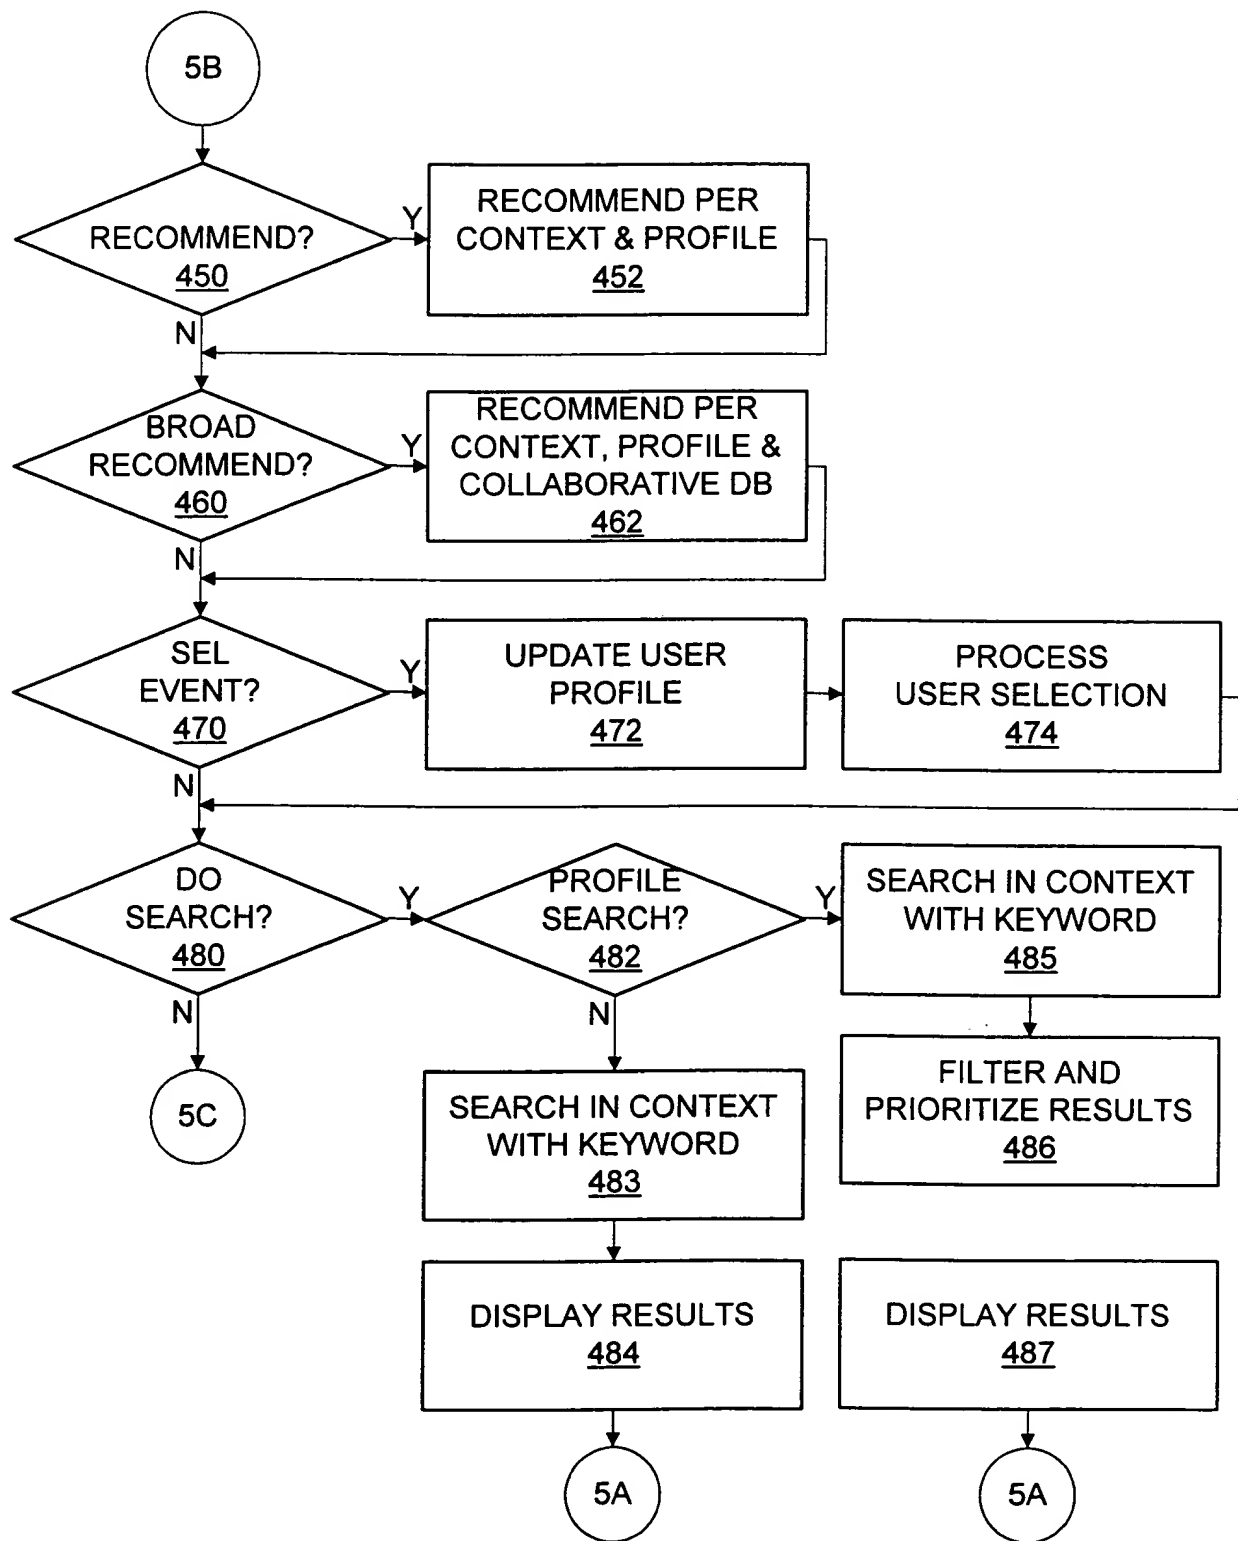 5B
RECOMMEND?
450
Y
N
RECOMMEND PER
CONTEXT & PROFILE
452
BROAD
RECOMMEND?
460
Y
N
RECOMMEND PER
CONTEXT, PROFILE &
COLLABORATIVE DB
462
SEL
EVENT?
470
Y
N
UPDATE USER
PROFILE
472
PROCESS
USER SELECTION
474
DO
SEARCH?
480
Y
N
PROFILE
SEARCH?
482
Y
N
SEARCH IN CONTEXT
WITH KEYWORD
485
5C
SEARCH IN CONTEXT
WITH KEYWORD
483
FILTER AND
PRIORITIZE RESULTS
486
DISPLAY RESULTS
484
DISPLAY RESULTS
487
5A
5A